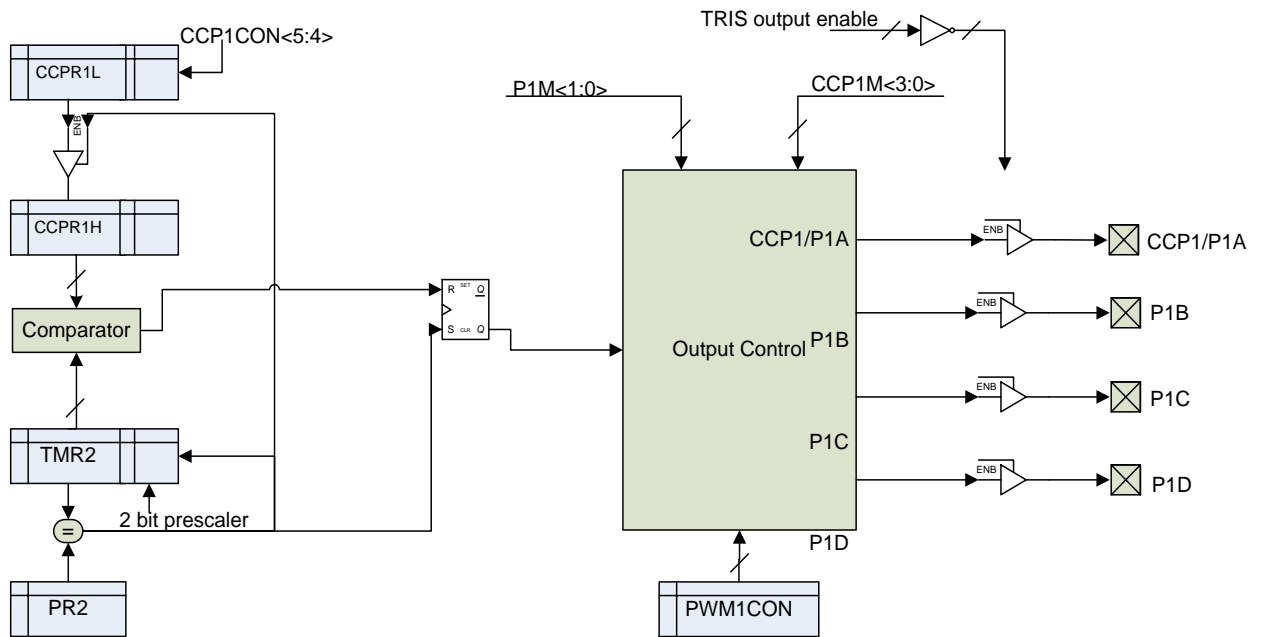 TRIS output enable
CCP1CON<5:4>
CCPR1L
P1M<1:0>
CCP1M<3:0>
ENB
CCPR1H
CCP1/P1A
ENB
CCP1/P1A
R SET Q
S CLR Q
Comparator
ENB
P1B
Output Control
P1B
ENB
P1C
TMR2
P1C
ENB
P1D
2 bit prescaler
=
P1D
PR2
PWM1CON